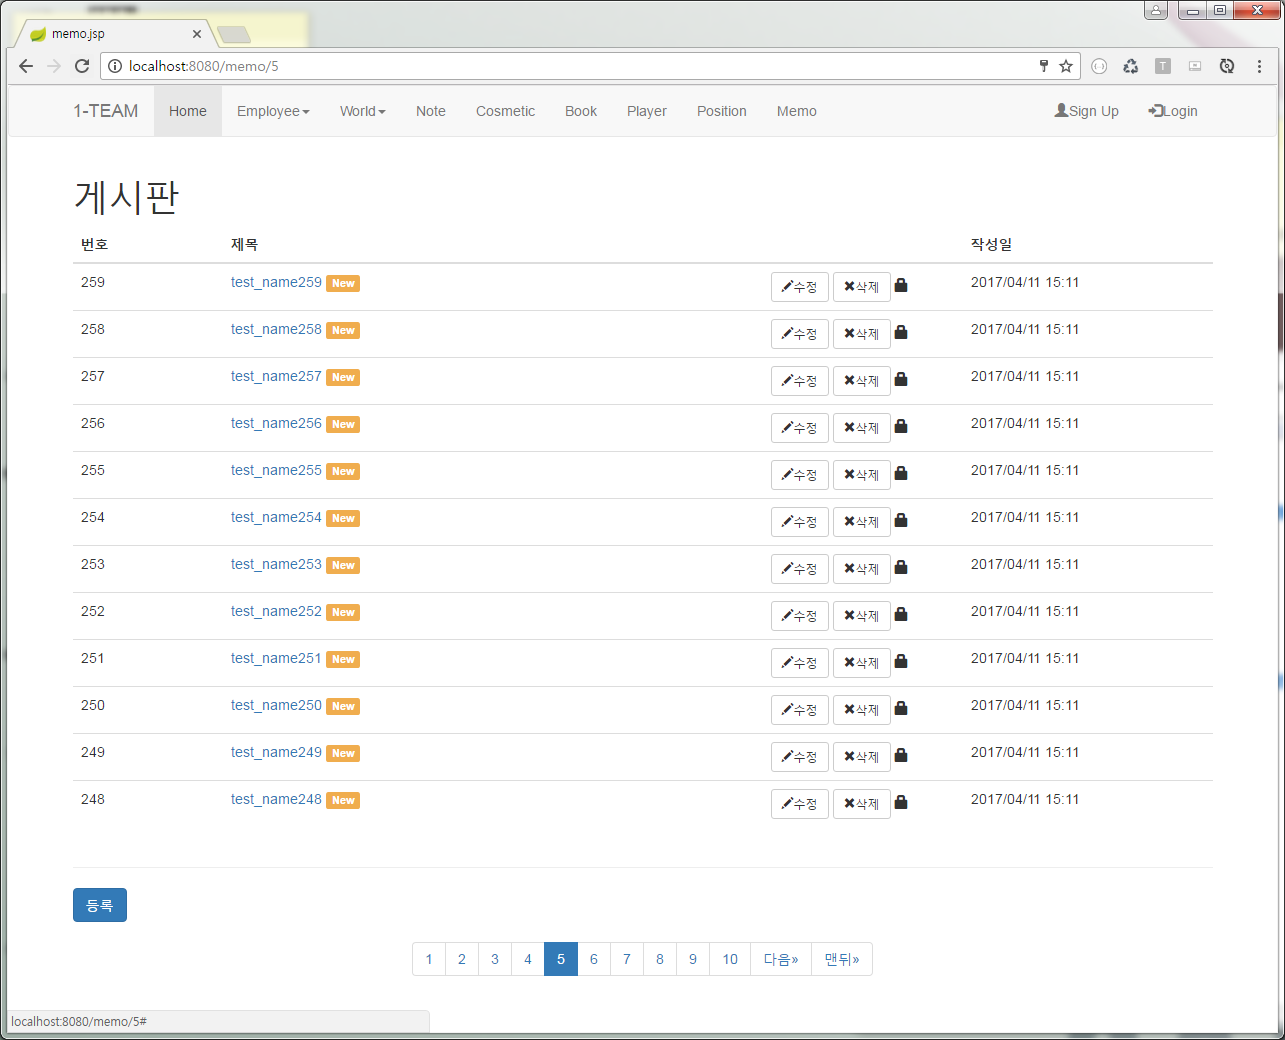 memo.jsp
localhost:8080/memo/5
1-TEAM Home Employee World Note Cosmetic Book Player Position Memo Sign Up Login
게시판
번호 제목 작성일
259 test_name259 New 수정 삭제 2017/04/11 15:11
258 test_name258 New 수정 삭제 2017/04/11 15:11
257 test_name257 New 수정 삭제 2017/04/11 15:11
256 test_name256 New 수정 삭제 2017/04/11 15:11
255 test_name255 New 수정 삭제 2017/04/11 15:11
254 test_name254 New 수정 삭제 2017/04/11 15:11
253 test_name253 New 수정 삭제 2017/04/11 15:11
252 test_name252 New 수정 삭제 2017/04/11 15:11
251 test_name251 New 수정 삭제 2017/04/11 15:11
250 test_name250 New 수정 삭제 2017/04/11 15:11
249 test_name249 New 수정 삭제 2017/04/11 15:11
248 test_name248 New 수정 삭제 2017/04/11 15:11
등록
1 2 3 4 5 6 7 8 9 10 다음» 맨뒤»
localhost:8080/memo/5#